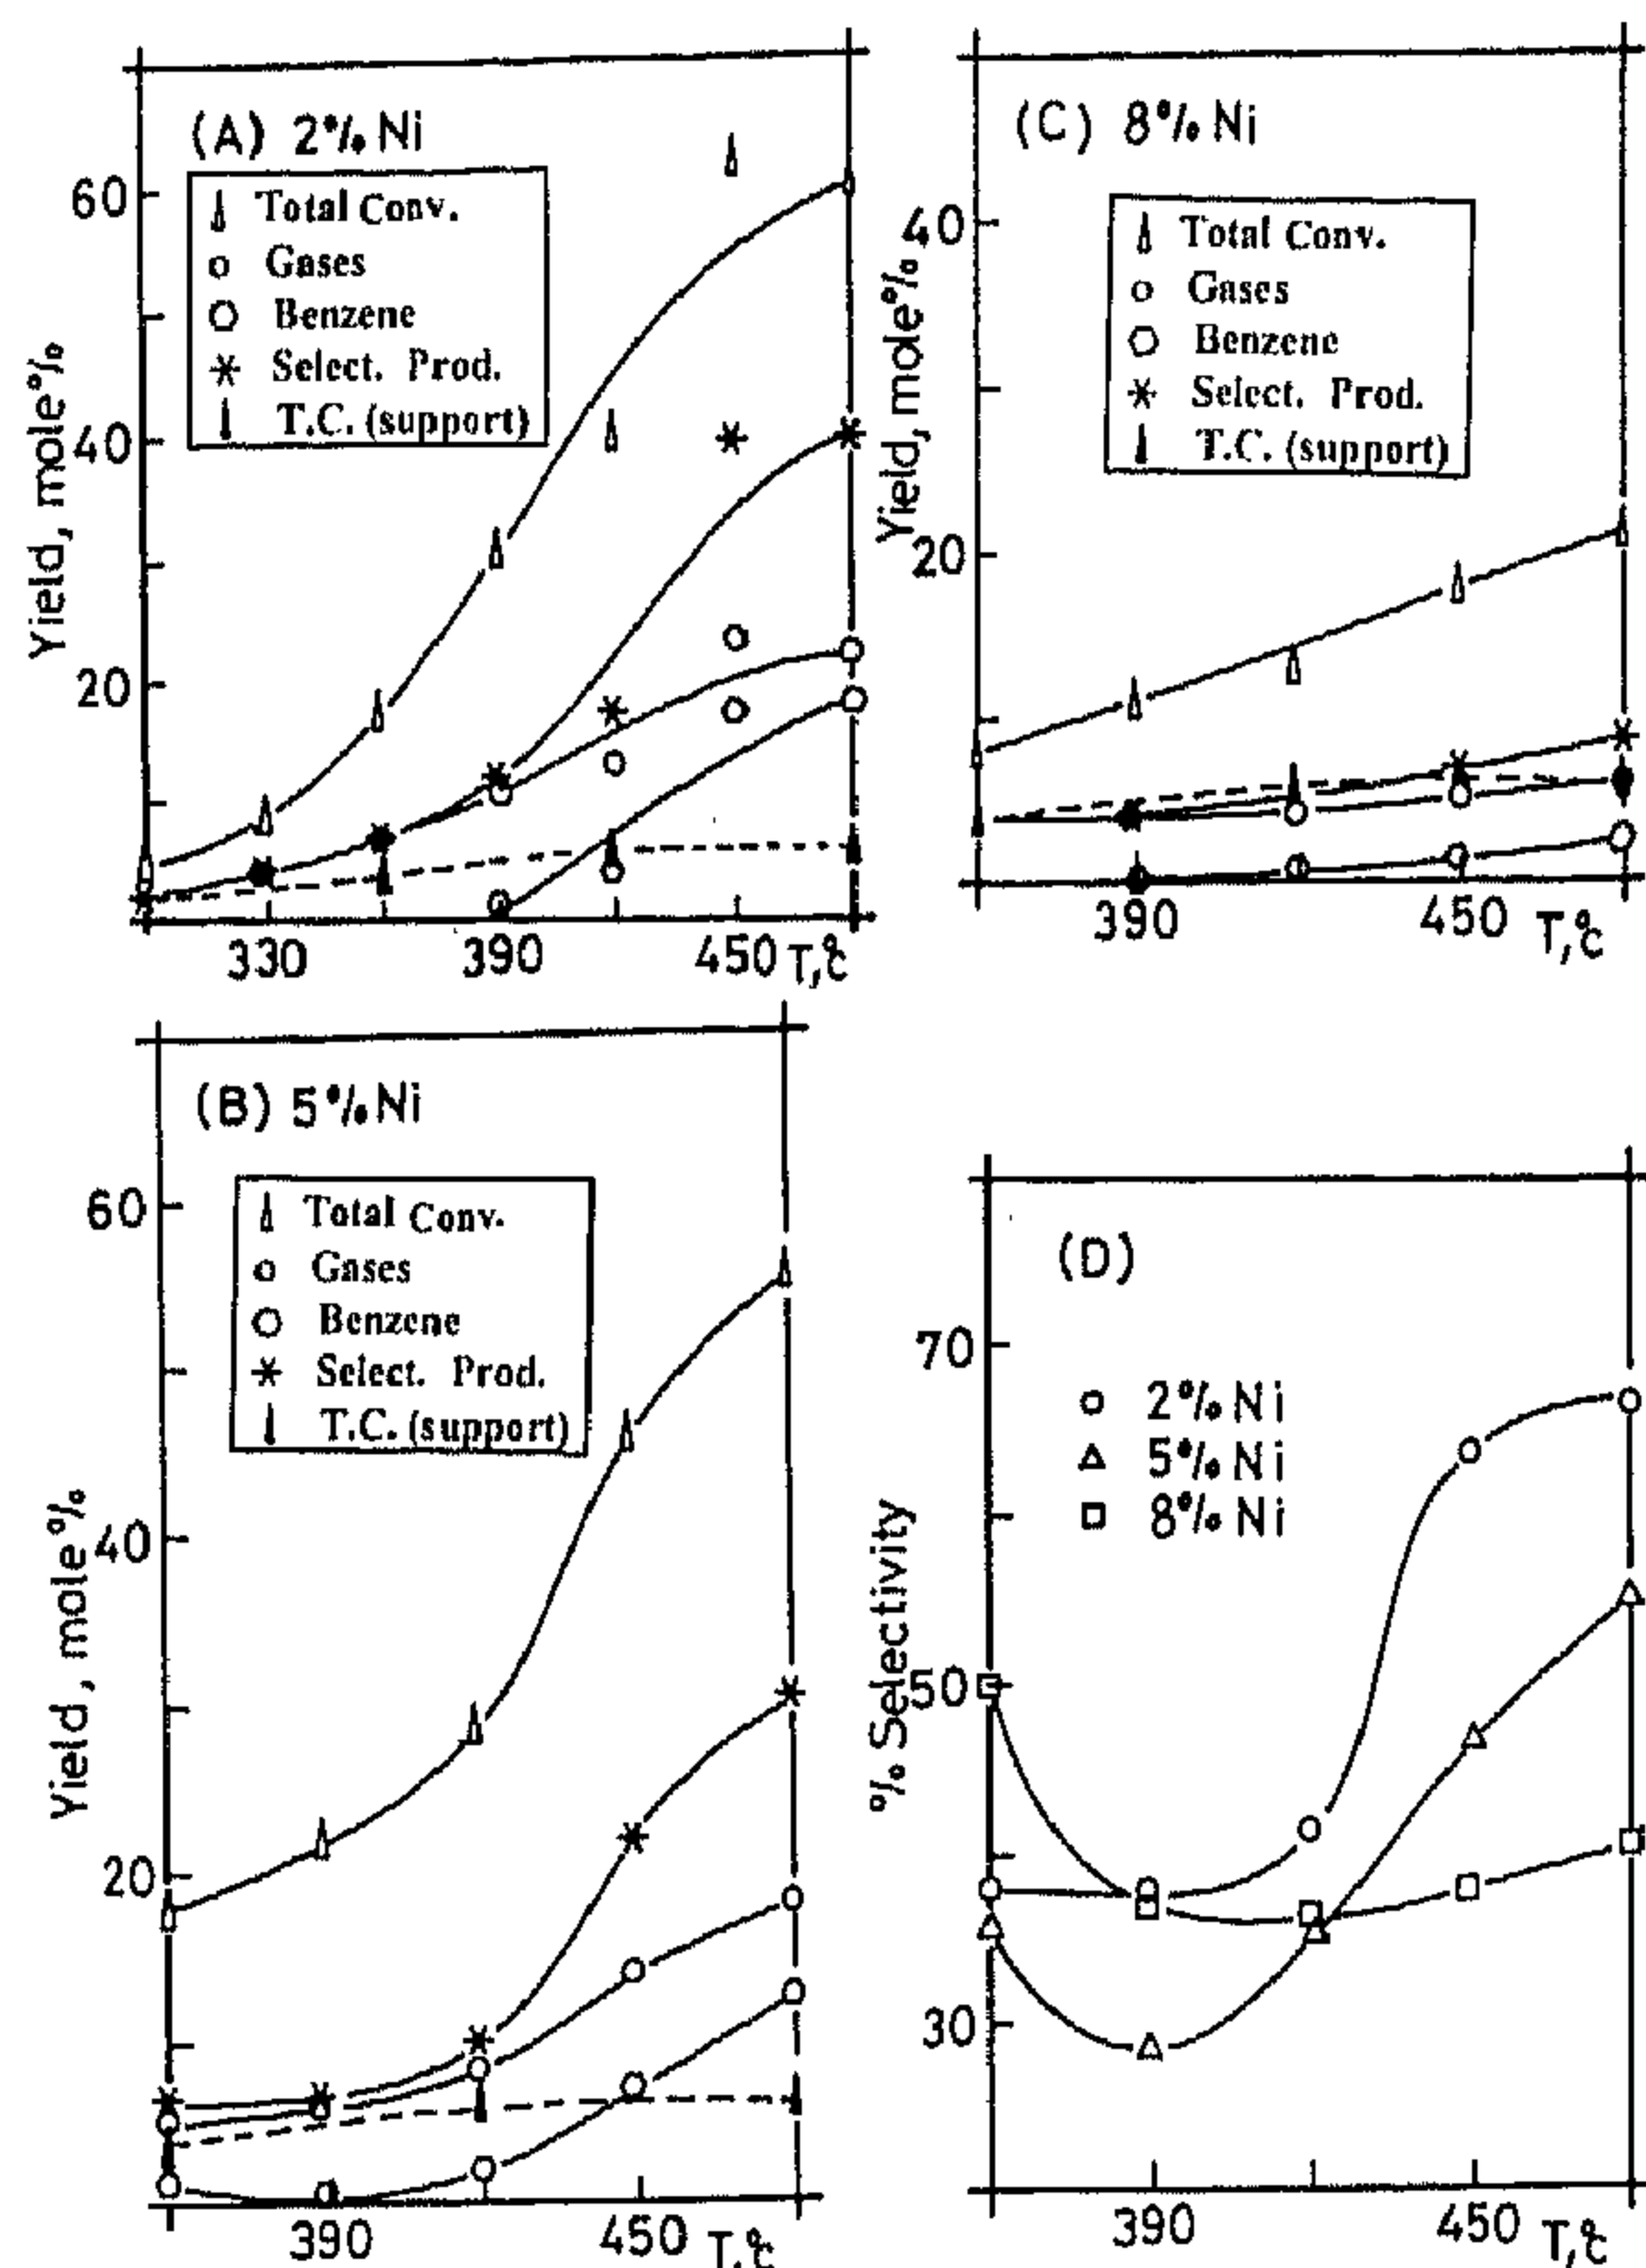 (A) 2% Ni
Total Conv.
Gases
Benzene
Select. Prod.
T.C. (support)
60
40
20
Yield, mole%
330
390
450
T,°C
(C) 8% Ni
Total Conv.
Gases
Benzene
Select. Prod.
T.C. (support)
40
20
Yield, mole%
390
450
T,°C
(B) 5% Ni
Total Conv.
Gases
Benzene
Select. Prod.
T.C. (support)
60
40
20
Yield, mole%
390
450
T,°C
(D)
2% Ni
5% Ni
8% Ni
70
50
30
% Selectivity
390
450
T,°C